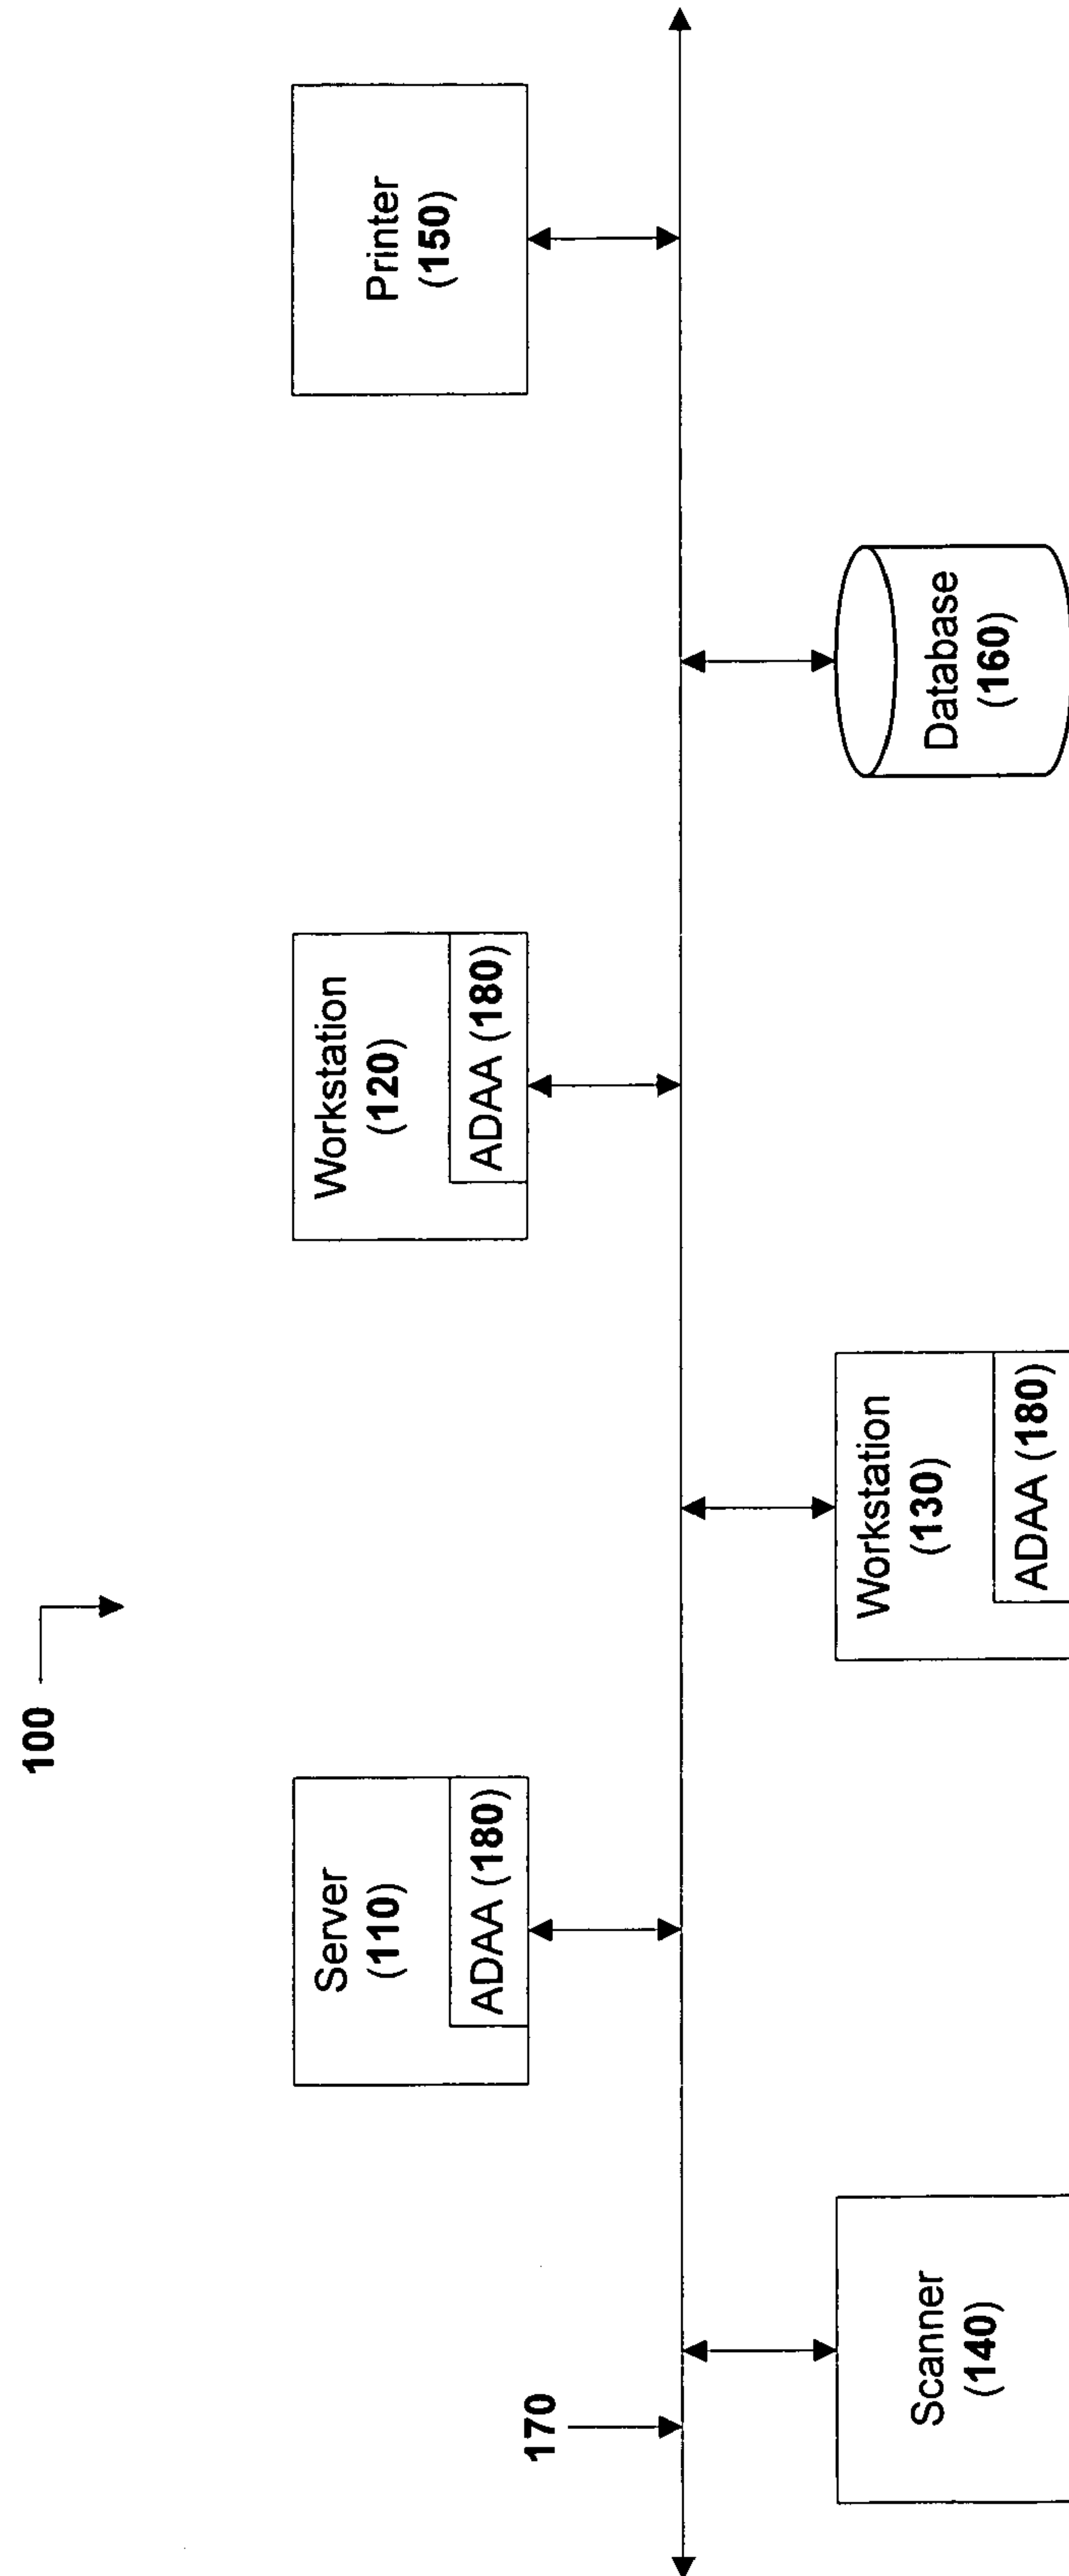 100
Server
(110)
ADAA (180)
Workstation
(120)
ADAA (180)
Printer
(150)
170
Scanner
(140)
Workstation
(130)
ADAA (180)
Database
(160)